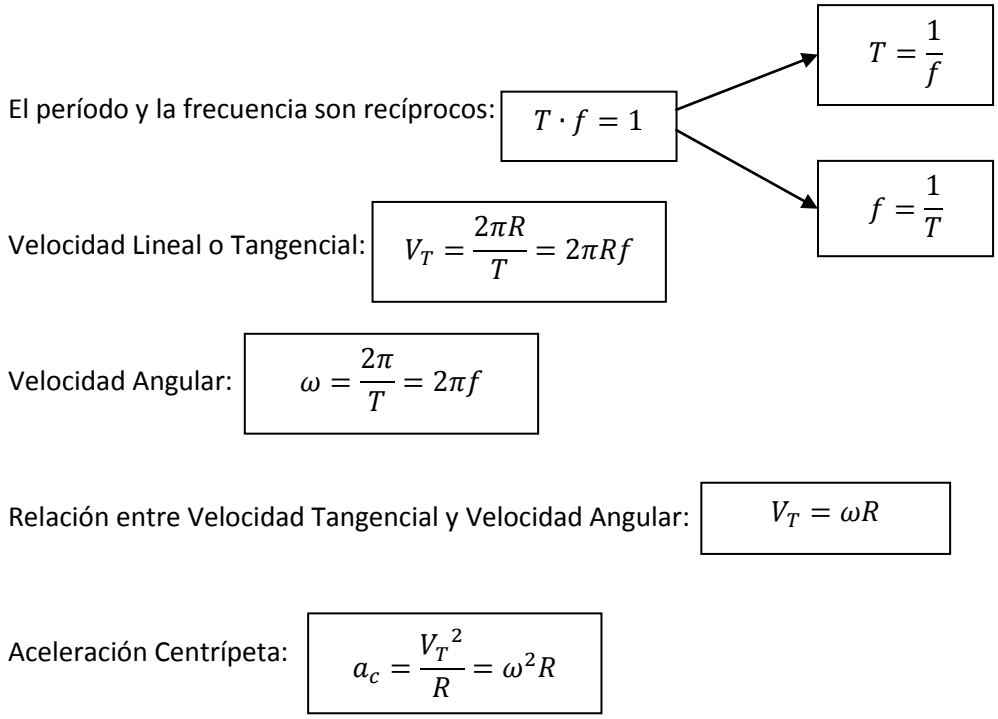 T = 1/f
El período y la frecuencia son recíprocos: T · f = 1
f = 1/T
Velocidad Lineal o Tangencial: V_T = 2πR/T = 2πRf
Velocidad Angular: ω = 2π/T = 2πf
Relación entre Velocidad Tangencial y Velocidad Angular: V_T = ωR
Aceleración Centrípeta: a_c = V_T²/R = ω²R